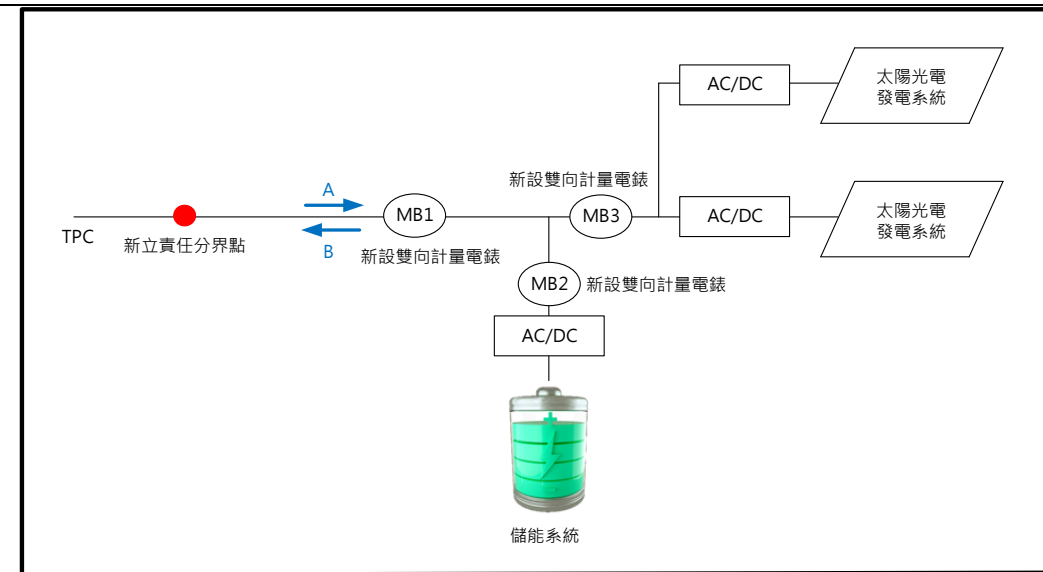 AC/DC
太陽光電
發電系統
新設雙向計量電錶
A
MB1
MB3
AC/DC
太陽光電
發電系統
TPC
新立責任分界點
B
新設雙向計量電錶
MB2
新設雙向計量電錶
AC/DC
儲能系統